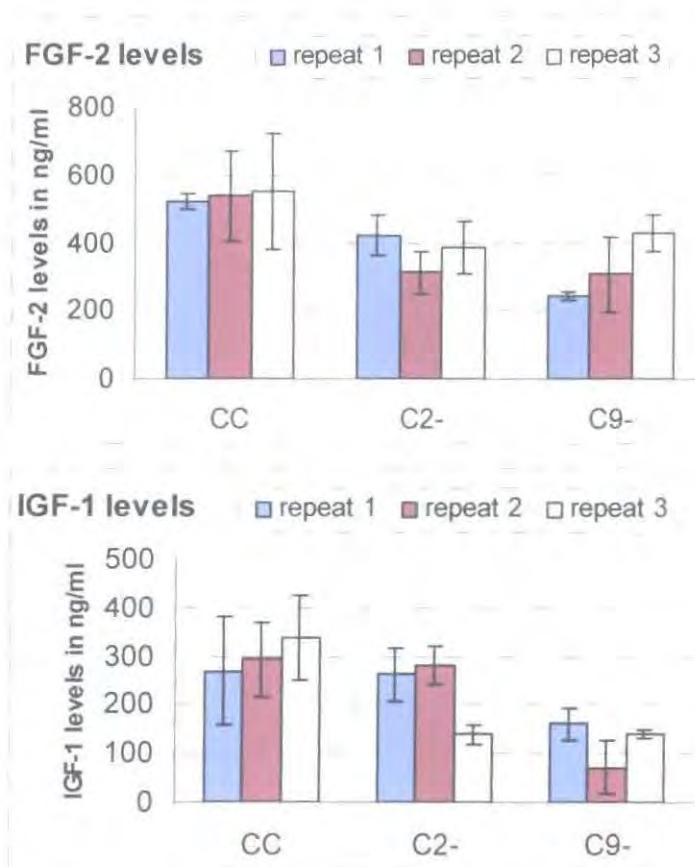 FGF-2 levels repeat 1 repeat 2 repeat 3
FGF-2 levels in ng/ml
800
600
400
200
0
CC C2- C9-
IGF-1 levels repeat 1 repeat 2 repeat 3
IGF-1 levels in ng/ml
500
400
300
200
100
0
CC C2- C9-